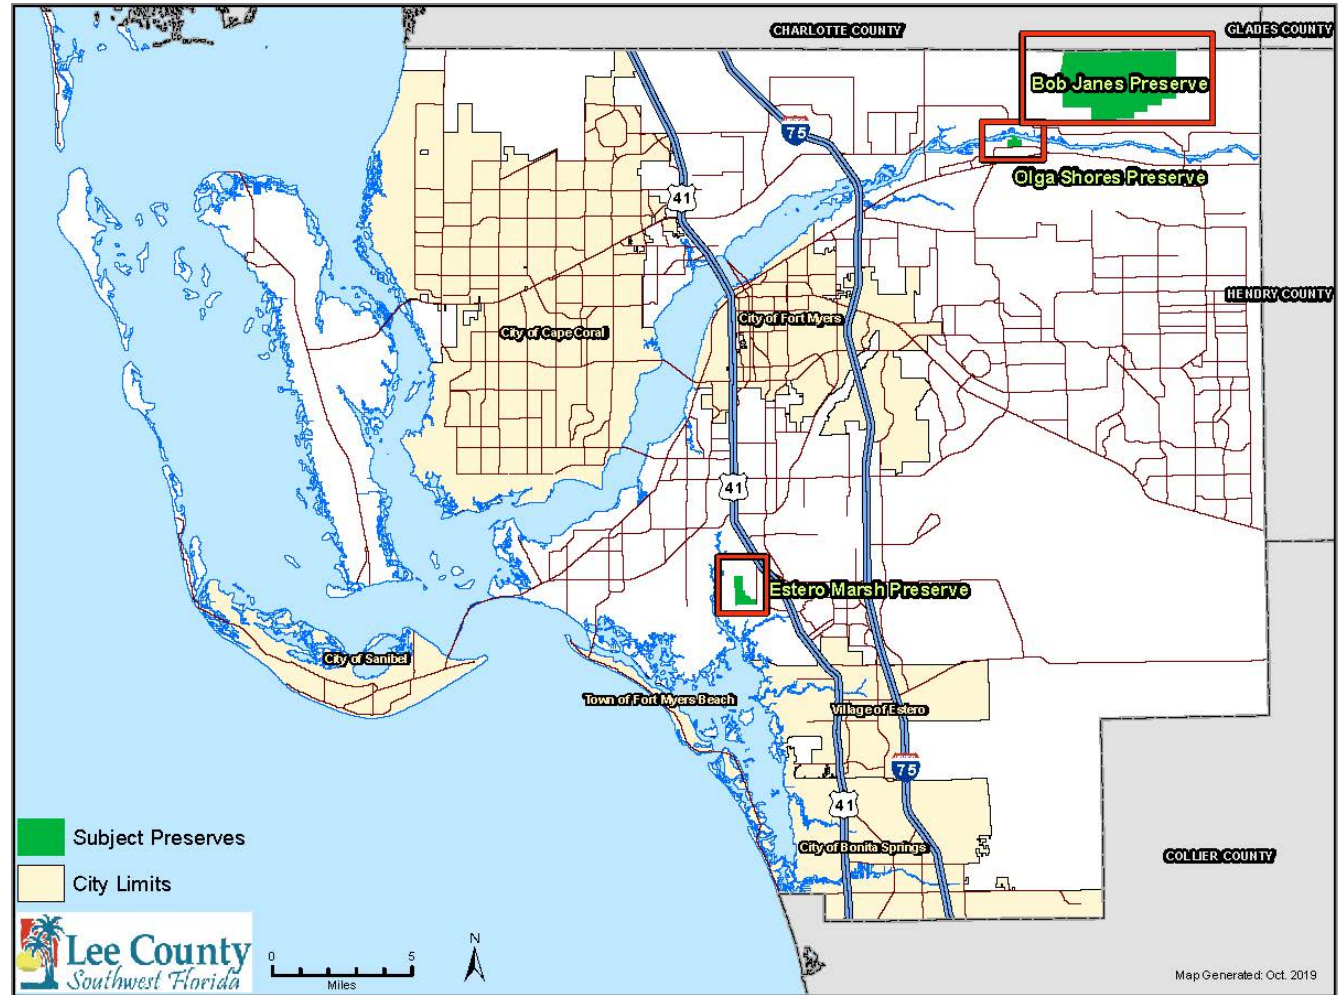 CHARLOTTE COUNTY
GLADES COUNTY
Bob Janes Preserve
75
Olga Shores Preserve
41
HENDRY COUNTY
City of Fort Myers
City of Cape Coral
41
Estero Marsh Preserve
City of Sanibel
Town of Fort Myers Beach
Village of Estero
75
41
City of Bonita Springs
COLLIER COUNTY
Subject Preserves
City Limits
Lee County
Southwest Florida
0 5
Miles
N
Map Generated: Oct. 2019